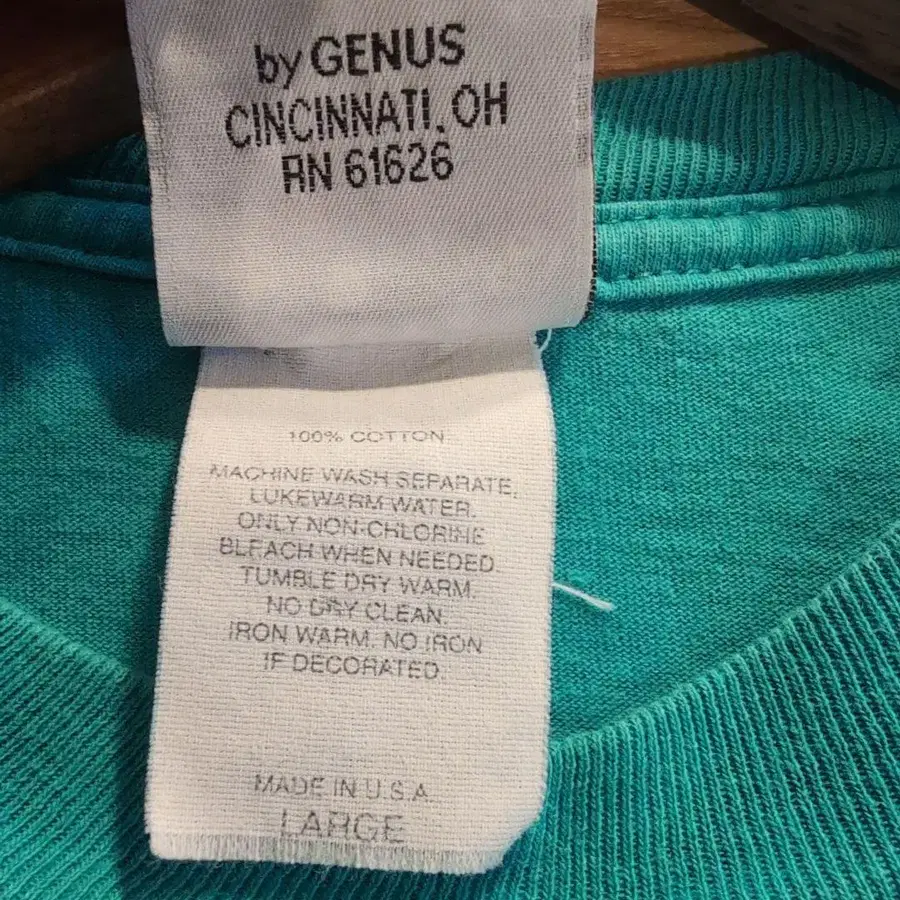 by GENUS
CINCINNATI, OH
RN 61626
100% COTTON
MACHINE WASH SEPARATE.
LUKEWARM WATER.
ONLY NON-CHLORINE
BLEACH WHEN NEEDED.
TUMBLE DRY WARM.
NO DRY CLEAN.
IRON WARM. NO IRON
IF DECORATED.
MADE IN U.S.A.
LARGE